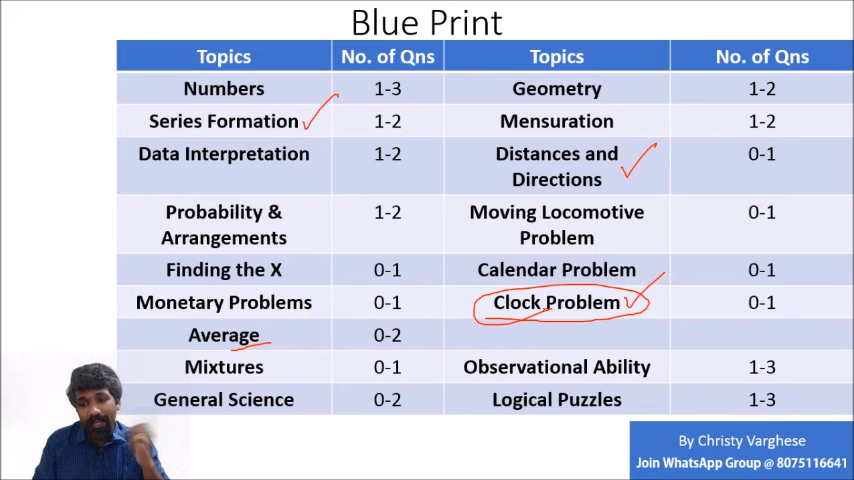 Blue Print
Topics No. of Qns Topics No. of Qns
Numbers 1-3 Geometry 1-2
Series Formation 1-2 Mensuration 1-2
Data Interpretation 1-2 Distances and Directions 0-1
Probability & Arrangements 1-2 Moving Locomotive Problem 0-1
Finding the X 0-1 Calendar Problem 0-1
Monetary Problems 0-1 Clock Problem 0-1
Average 0-2
Mixtures 0-1 Observational Ability 1-3
General Science 0-2 Logical Puzzles 1-3
By Christy Varghese
Join WhatsApp Group @ 8075116641